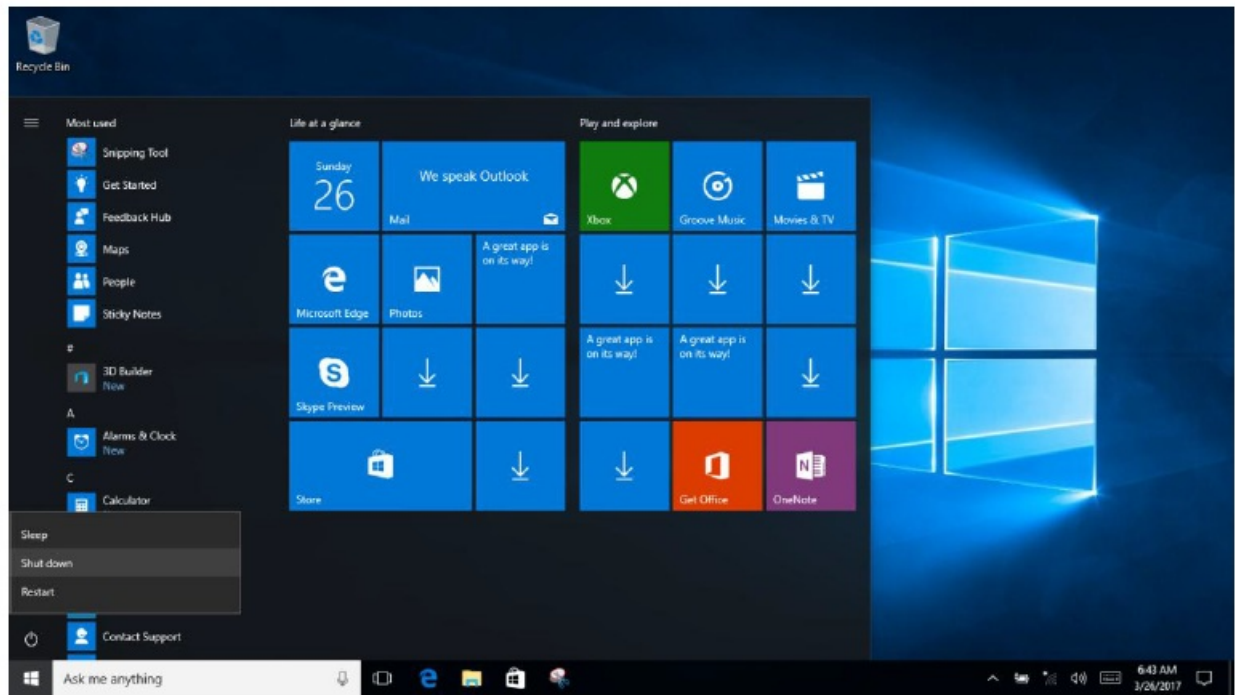 Recycle Bin
Most used
Snipping Tool
Get Started
Feedback Hub
Maps
People
Sticky Notes
e
3D Builder
New
A
Alarms & Clock
New
C
Calculator
Sleep
Shut down
Restart
Contact Support
Life at a glance
Sunday
26
We speak Outlook
Mail
Microsoft Edge
Photos
A great app is
on its way!
Skype Preview
Store
Play and explore
Xbox
Groove Music
Movies & TV
A great app is
on its way!
A great app is
on its way!
Get Office
OneNote
Ask me anything
6:43 AM
3/26/2017